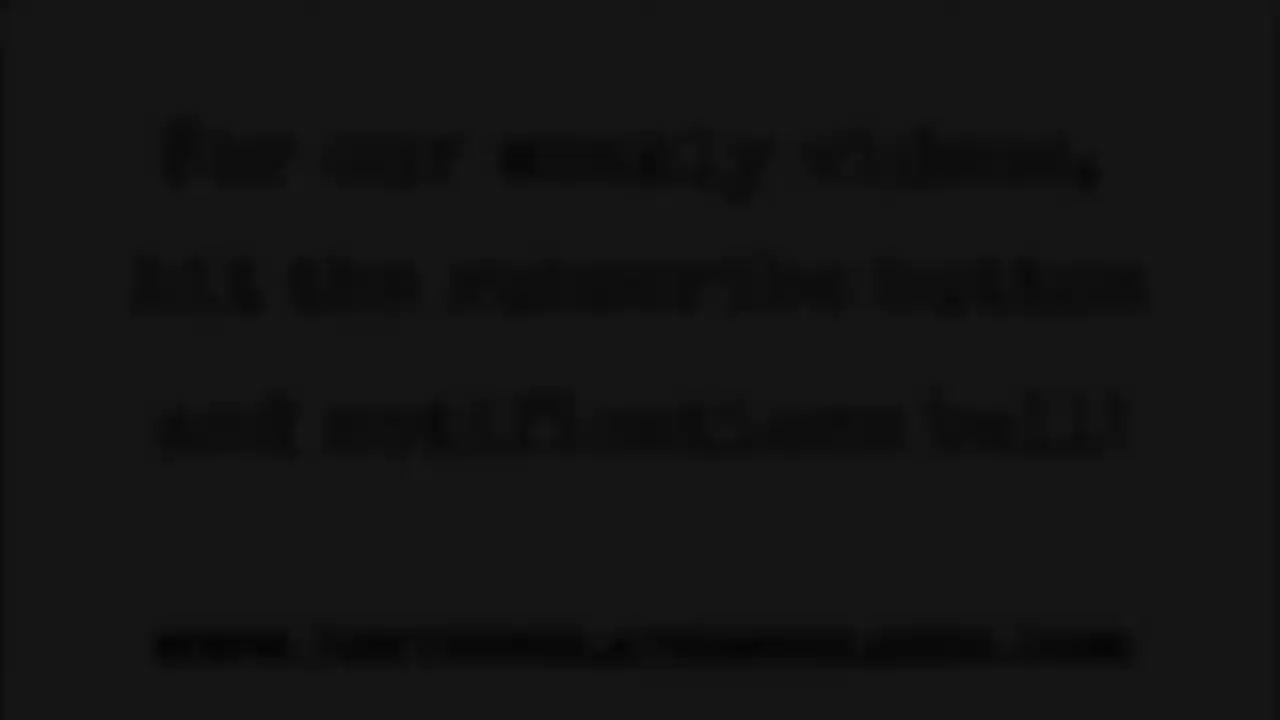 For our weekly videos,
hit the subscribe button
and notifications bell!